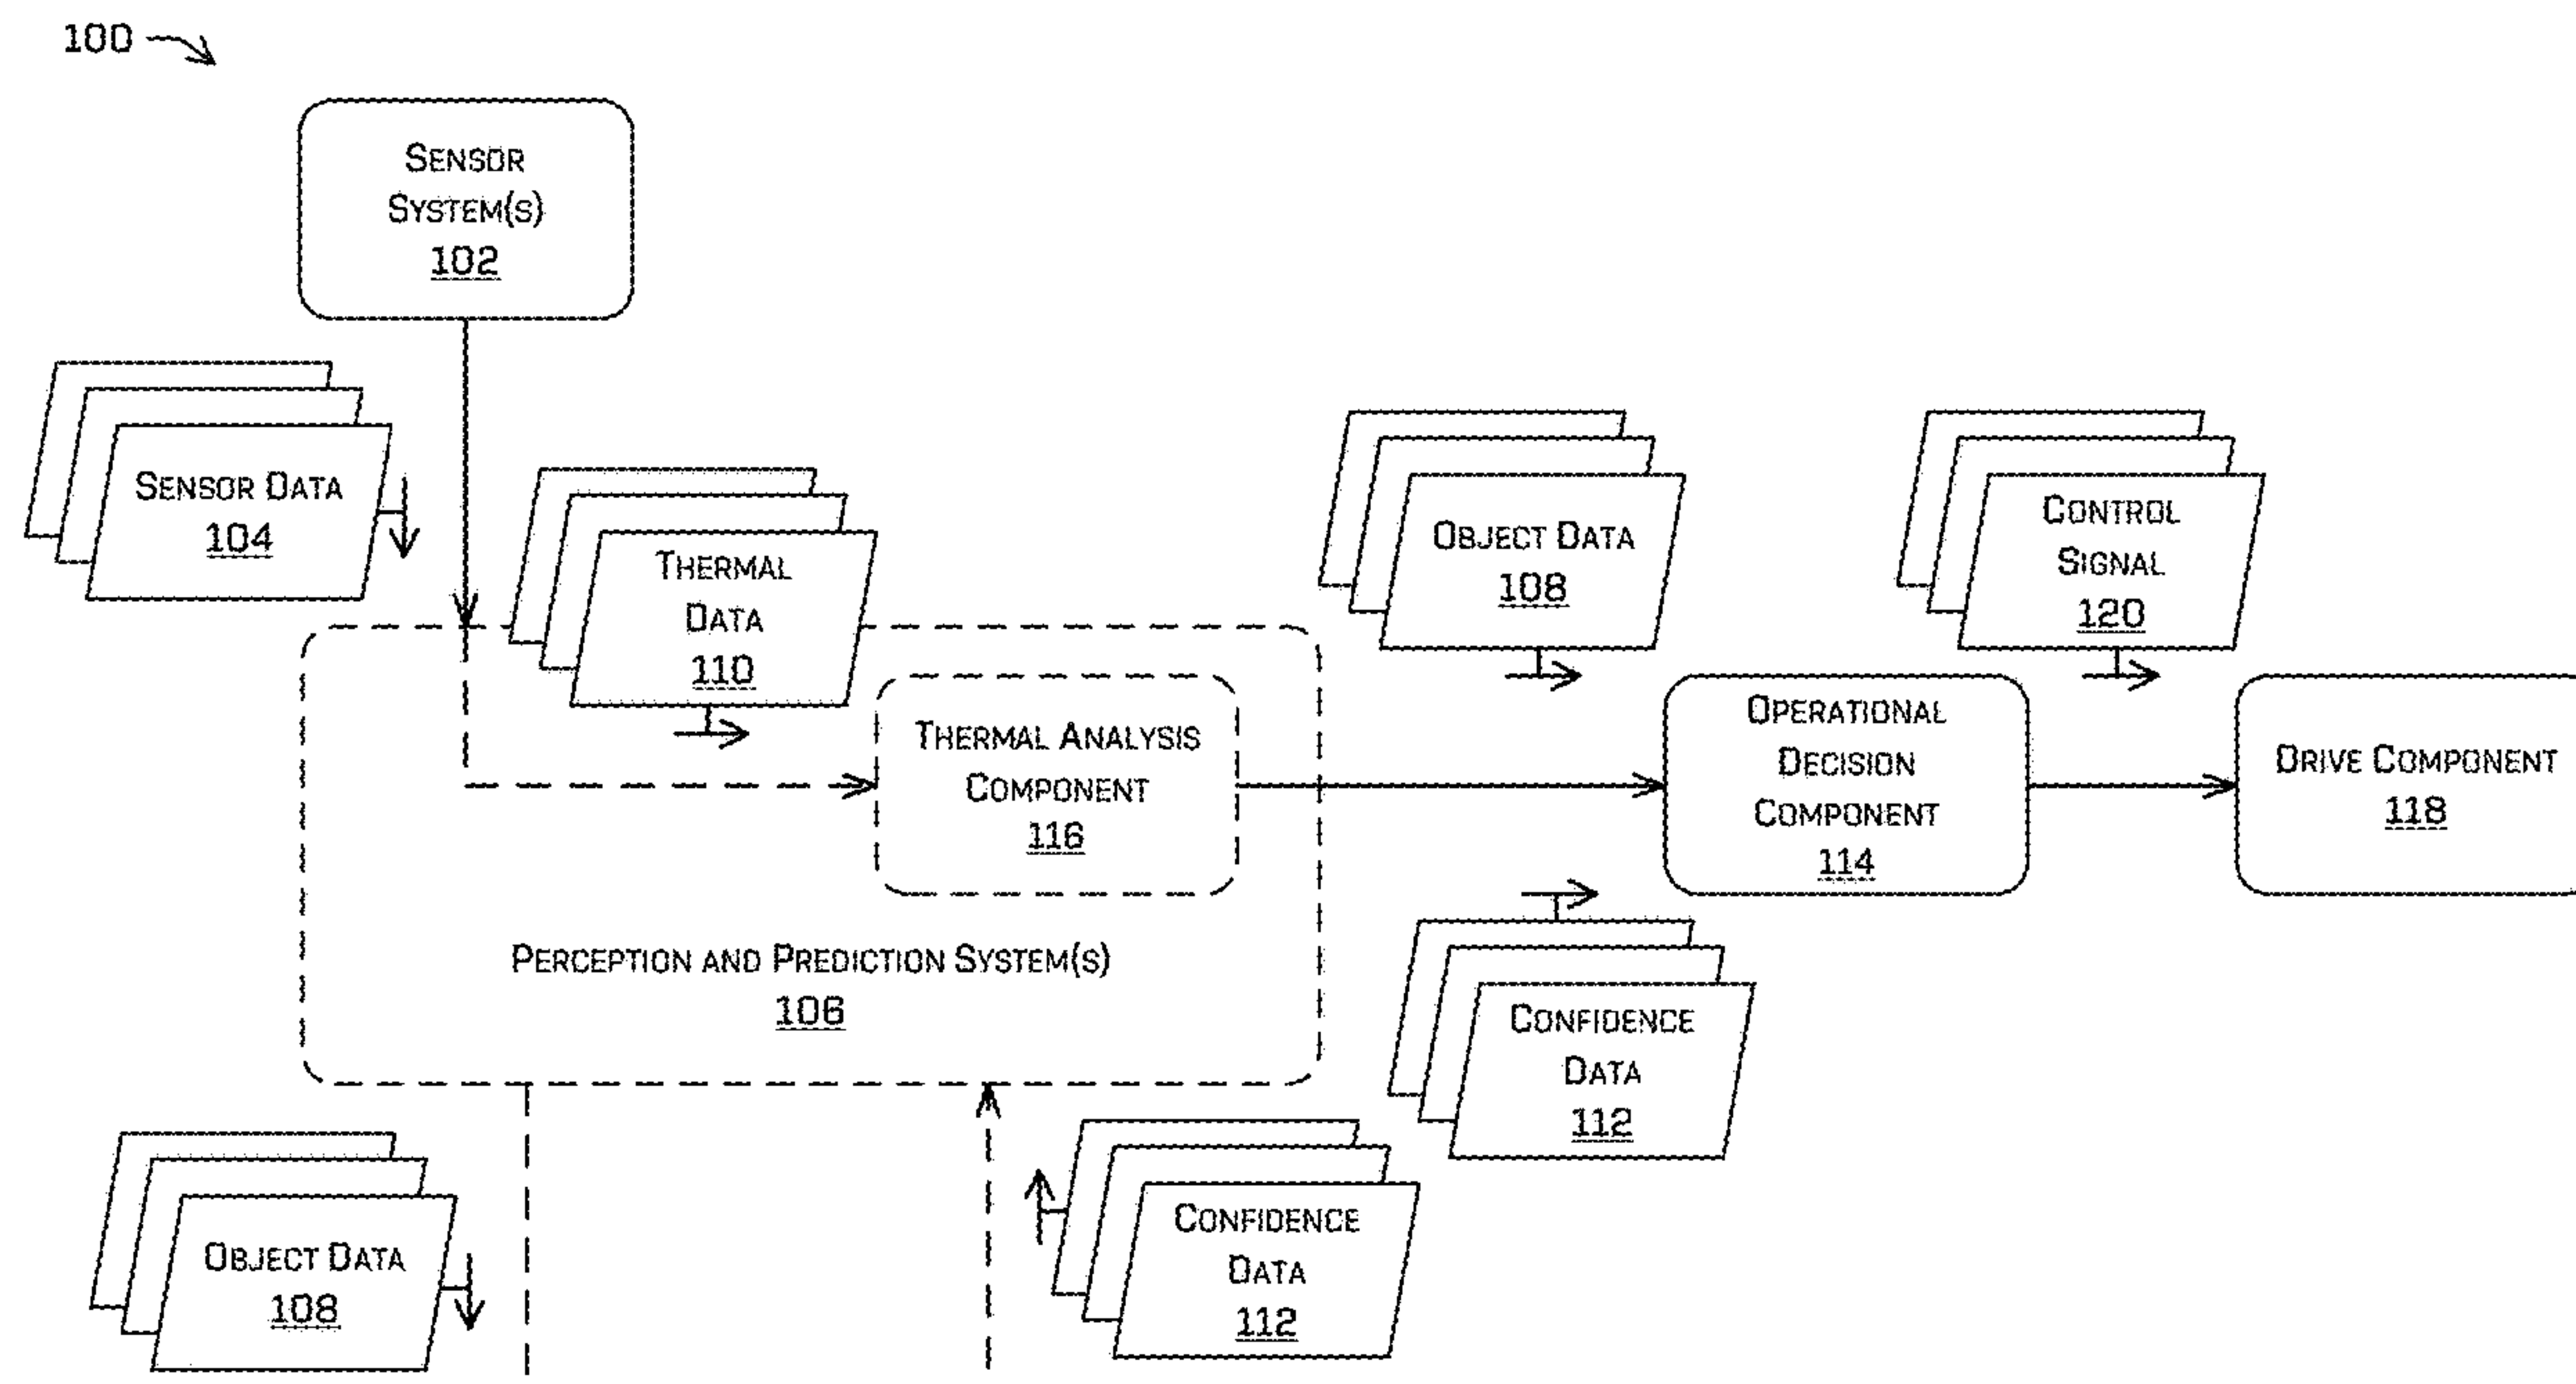 100
SENSOR
SYSTEM(S)
102
SENSOR DATA
104
THERMAL
DATA
110
OBJECT DATA
108
CONTROL
SIGNAL
120
THERMAL ANALYSIS
COMPONENT
116
OPERATIONAL
DECISION
COMPONENT
114
DRIVE COMPONENT
118
PERCEPTION AND PREDICTION SYSTEM(S)
106
CONFIDENCE
DATA
112
OBJECT DATA
108
CONFIDENCE
DATA
112